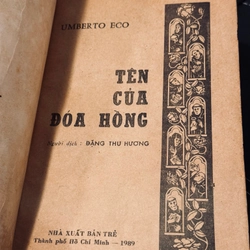 UMBERTO ECO
TÊN
CỦA
ĐÓA HỒNG
Người dịch : ĐẶNG THU HƯƠNG
NHÀ XUẤT BẢN TRẺ
Thành phố Hồ Chí Minh — 1989